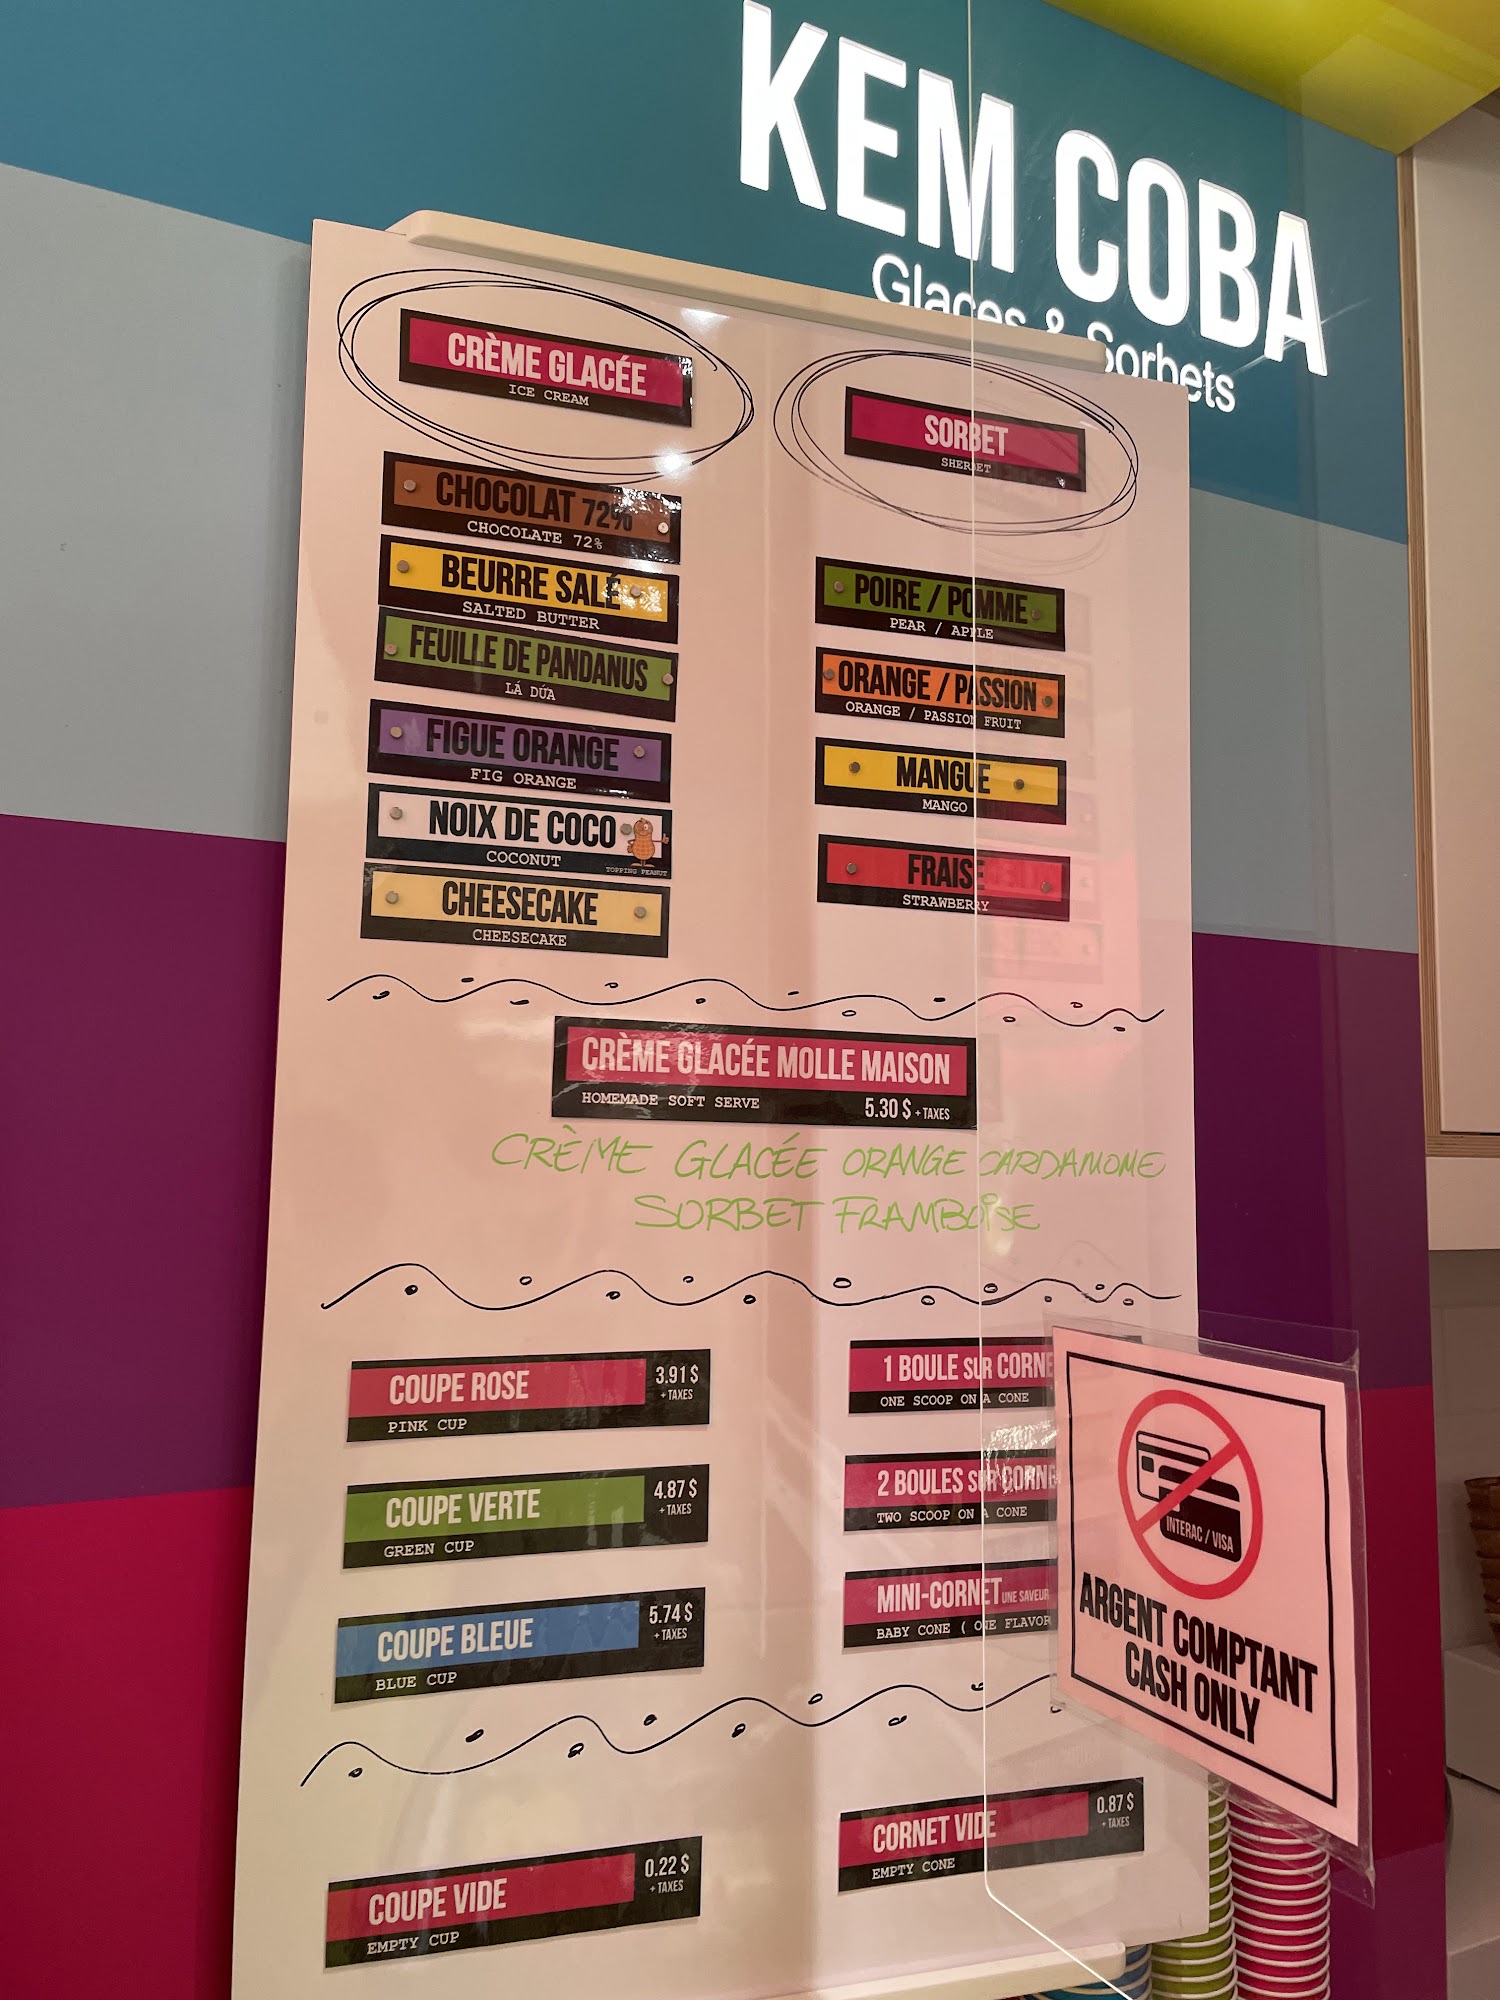 KEM COBA
Glaces & Sorbets
CRÈME GLACÉE
ICE CREAM
CHOCOLAT 72%
CHOCOLATE 72%
BEURRE SALÉ
SALTED BUTTER
FEUILLE DE PANDANUS
LÁ DỨA
FIGUE ORANGE
FIG ORANGE
NOIX DE COCO
COCONUT
TOPPING PEANUT
CHEESECAKE
CHEESECAKE
SORBET
SHERBET
POIRE / POMME
PEAR / APPLE
ORANGE / PASSION
ORANGE / PASSION FRUIT
MANGUE
MANGO
FRAISE
STRAWBERRY
CRÈME GLACÉE MOLLE MAISON
HOMEMADE SOFT SERVE 5.30 $ + TAXES
CRÈME GLACÉE ORANGE CARDAMOME
SORBET FRAMBOISE
COUPE ROSE 3.91 $
+ TAXES
PINK CUP
COUPE VERTE 4.87 $
+ TAXES
GREEN CUP
COUPE BLEUE 5.74 $
+ TAXES
BLUE CUP
1 BOULE SUR CORNE
ONE SCOOP ON A CONE
2 BOULES SUR CORNE
TWO SCOOP ON A CONE
MINI-CORNET UNE SAVEUR
BABY CONE ( ONE FLAVOR
INTERAC / VISA
ARGENT COMPTANT
CASH ONLY
COUPE VIDE 0.22 $
+ TAXES
EMPTY CUP
CORNET VIDE 0.87 $
+ TAXES
EMPTY CONE